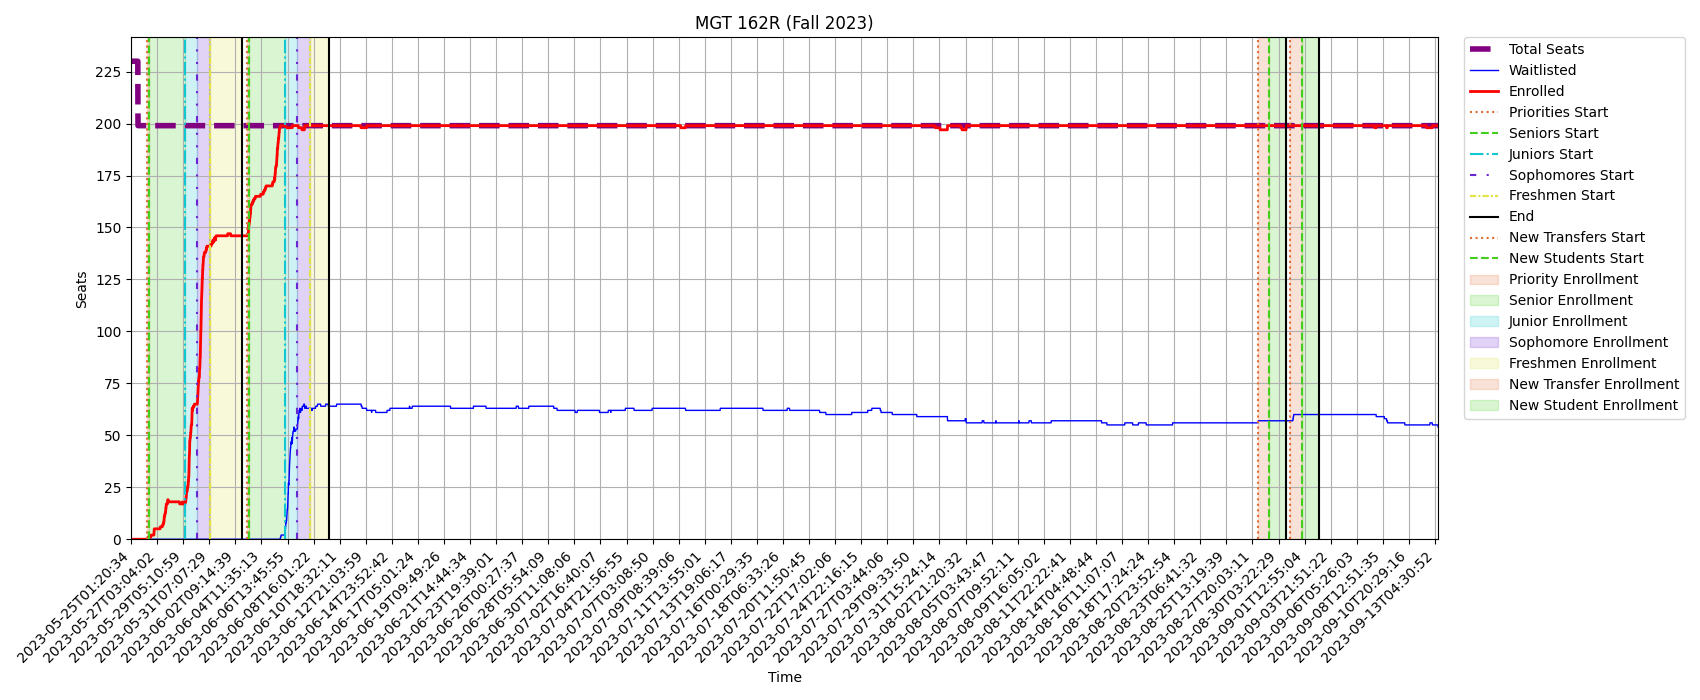 MGT 162R (Fall 2023)
Seats
225
200
175
150
125
100
75
50
25
0
2023-05-25T01:20:34
2023-05-27T03:04:02
2023-05-29T05:10:59
2023-05-31T07:07:29
2023-06-02T09:14:39
2023-06-04T11:35:13
2023-06-06T13:45:55
2023-06-08T16:01:22
2023-06-10T18:32:11
2023-06-12T21:03:59
2023-06-14T23:52:42
2023-06-17T05:01:24
2023-06-19T09:49:26
2023-06-21T14:44:34
2023-06-23T19:39:01
2023-06-26T00:27:37
2023-06-28T05:54:09
2023-06-30T11:08:06
2023-07-02T16:40:07
2023-07-04T21:56:55
2023-07-07T03:08:50
2023-07-09T08:39:06
2023-07-11T13:55:01
2023-07-13T19:06:17
2023-07-16T00:29:35
2023-07-18T06:33:26
2023-07-20T11:50:45
2023-07-22T17:02:06
2023-07-24T22:16:15
2023-07-27T03:44:06
2023-07-29T09:33:50
2023-07-31T15:24:14
2023-08-02T21:20:32
2023-08-05T03:43:47
2023-08-07T09:52:11
2023-08-09T16:05:02
2023-08-11T22:22:41
2023-08-14T04:48:44
2023-08-16T11:07:07
2023-08-18T17:24:24
2023-08-20T23:52:54
2023-08-23T06:41:32
2023-08-25T13:19:39
2023-08-27T20:03:11
2023-08-30T03:22:29
2023-09-01T12:55:04
2023-09-03T21:51:22
2023-09-06T05:26:03
2023-09-08T12:51:35
2023-09-10T20:29:16
2023-09-13T04:30:52
Time
Total Seats
Waitlisted
Enrolled
Priorities Start
Seniors Start
Juniors Start
Sophomores Start
Freshmen Start
End
New Transfers Start
New Students Start
Priority Enrollment
Senior Enrollment
Junior Enrollment
Sophomore Enrollment
Freshmen Enrollment
New Transfer Enrollment
New Student Enrollment